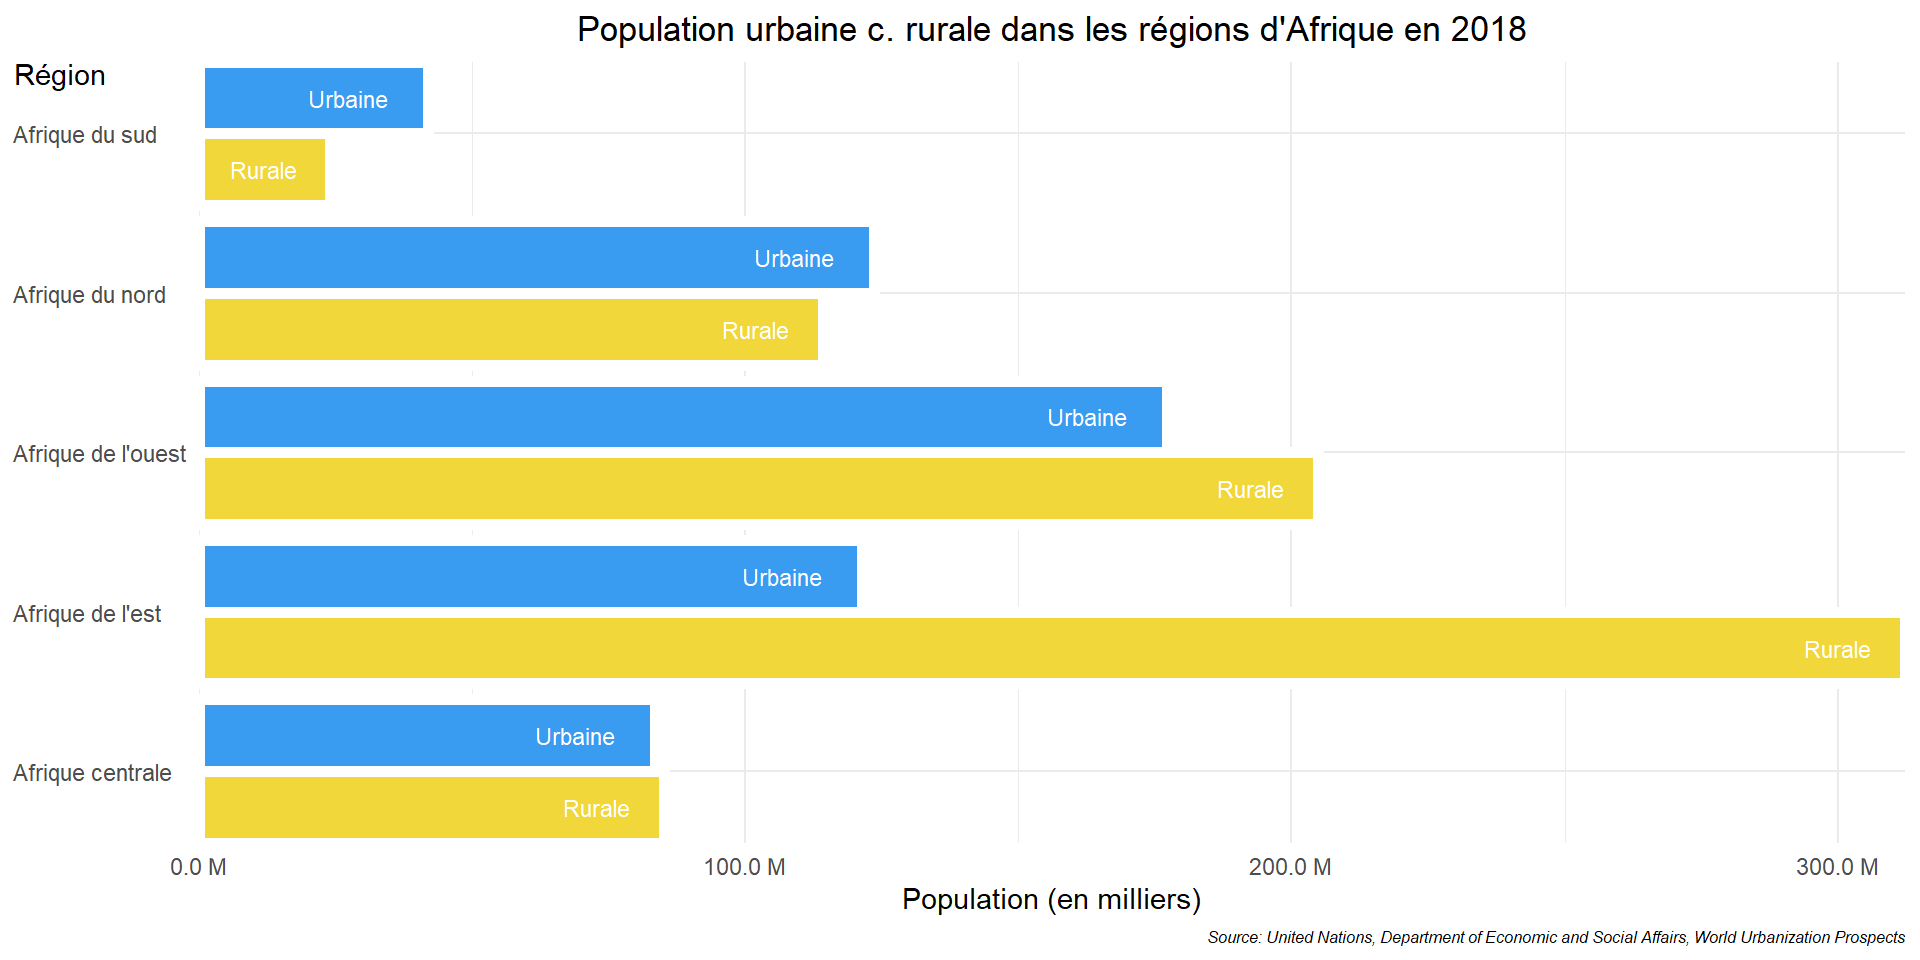 Population urbaine c. rurale dans les régions d'Afrique en 2018
Région
Urbaine
Afrique du sud
Rurale
Urbaine
Afrique du nord
Rurale
Urbaine
Afrique de l'ouest
Rurale
Urbaine
Afrique de l'est
Rurale
Urbaine
Afrique centrale
Rurale
0.0 M 100.0 M 200.0 M 300.0 M
Population (en milliers)
Source: United Nations, Department of Economic and Social Affairs, World Urbanization Prospects